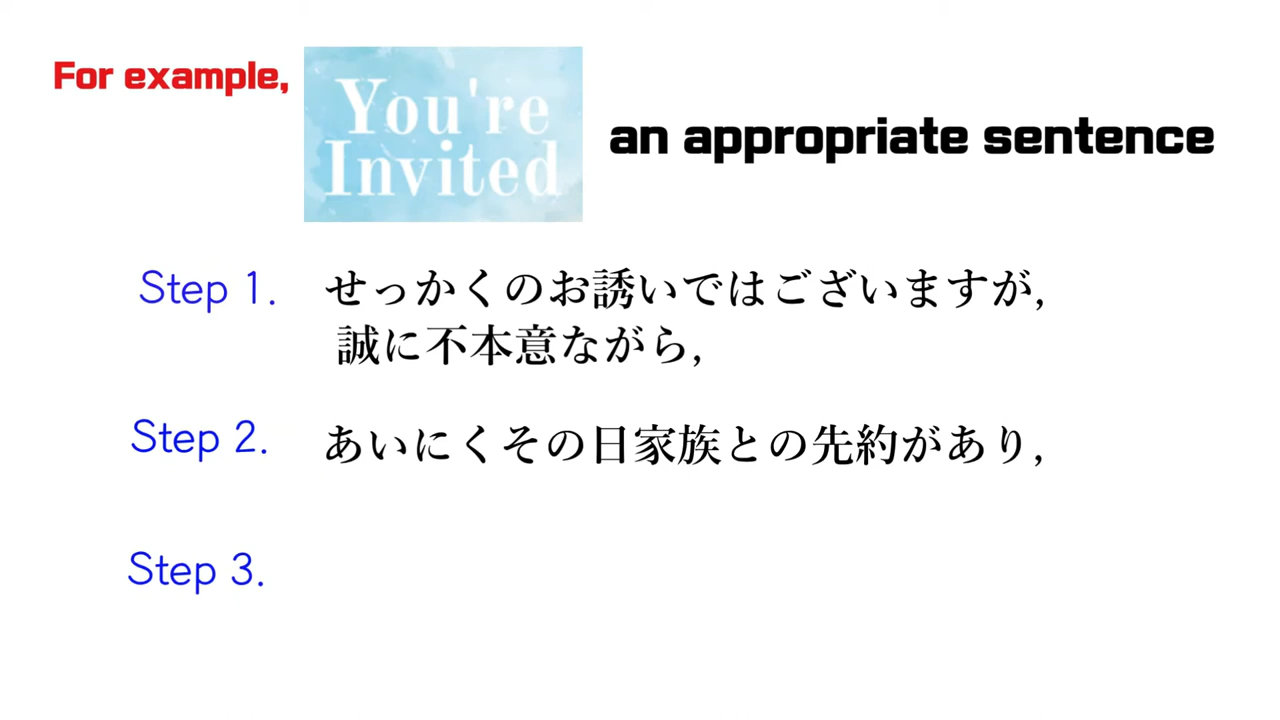 For example,
You're
Invited
an appropriate sentence
Step 1. せっかくのお誘いではございますが,
誠に不本意ながら,
Step 2. あいにくその日家族との先約があり,
Step 3.